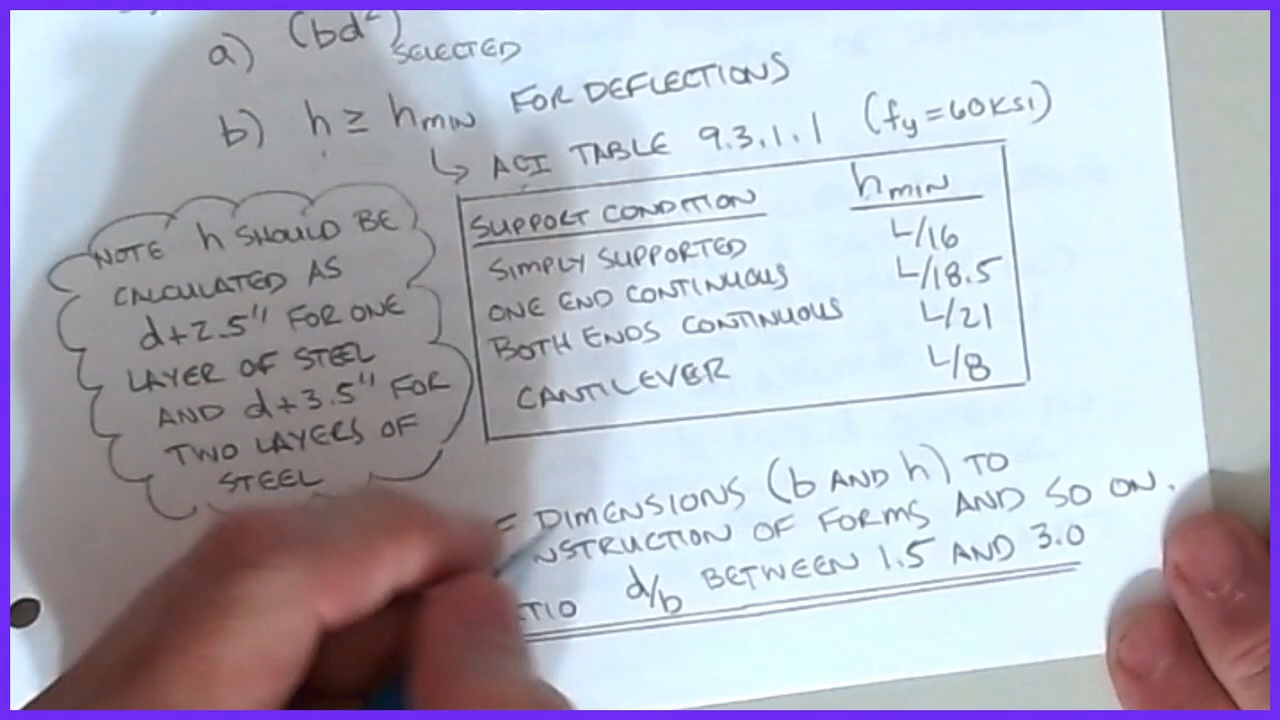 a) (bd²) SELECTED
b) h ≥ hMIN FOR DEFLECTIONS
↳ ACI TABLE 9.3.1.1 (fy = 60KSI)
SUPPORT CONDITION hMIN
SIMPLY SUPPORTED L/16
ONE END CONTINUOUS L/18.5
BOTH ENDS CONTINUOUS L/21
CANTILEVER L/8
NOTE h SHOULD BE
CALCULATED AS
d+2.5" FOR ONE
LAYER OF STEEL
AND d+3.5" FOR
TWO LAYERS OF
STEEL
DIMENSIONS (b AND h) TO
NSTRUCTION OF FORMS AND SO ON.
TIO d/b BETWEEN 1.5 AND 3.0